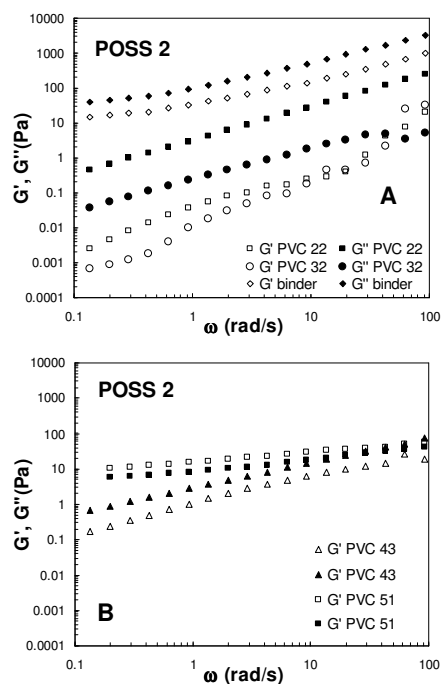 POSS 2
G', G''(Pa)
10000
1000
100
10
1
0.1
0.01
0.001
0.0001
A
G' PVC 22 G'' PVC 22
G' PVC 32 G'' PVC 32
G' binder G'' binder
0.1 1 10 100
ω (rad/s)
POSS 2
G', G''(Pa)
10000
1000
100
10
1
0.1
0.01
0.001
0.0001
G' PVC 43
G' PVC 43
G' PVC 51
G' PVC 51
B
0.1 1 10 100
ω (rad/s)